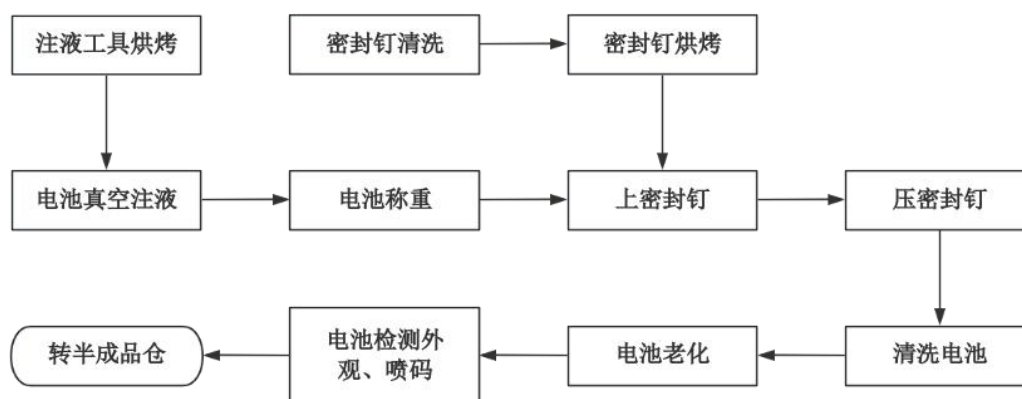 注液工具烘烤
密封钉清洗
密封钉烘烤
电池真空注液
电池称重
上密封钉
压密封钉
转半成品仓
电池检测外
观、喷码
电池老化
清洗电池